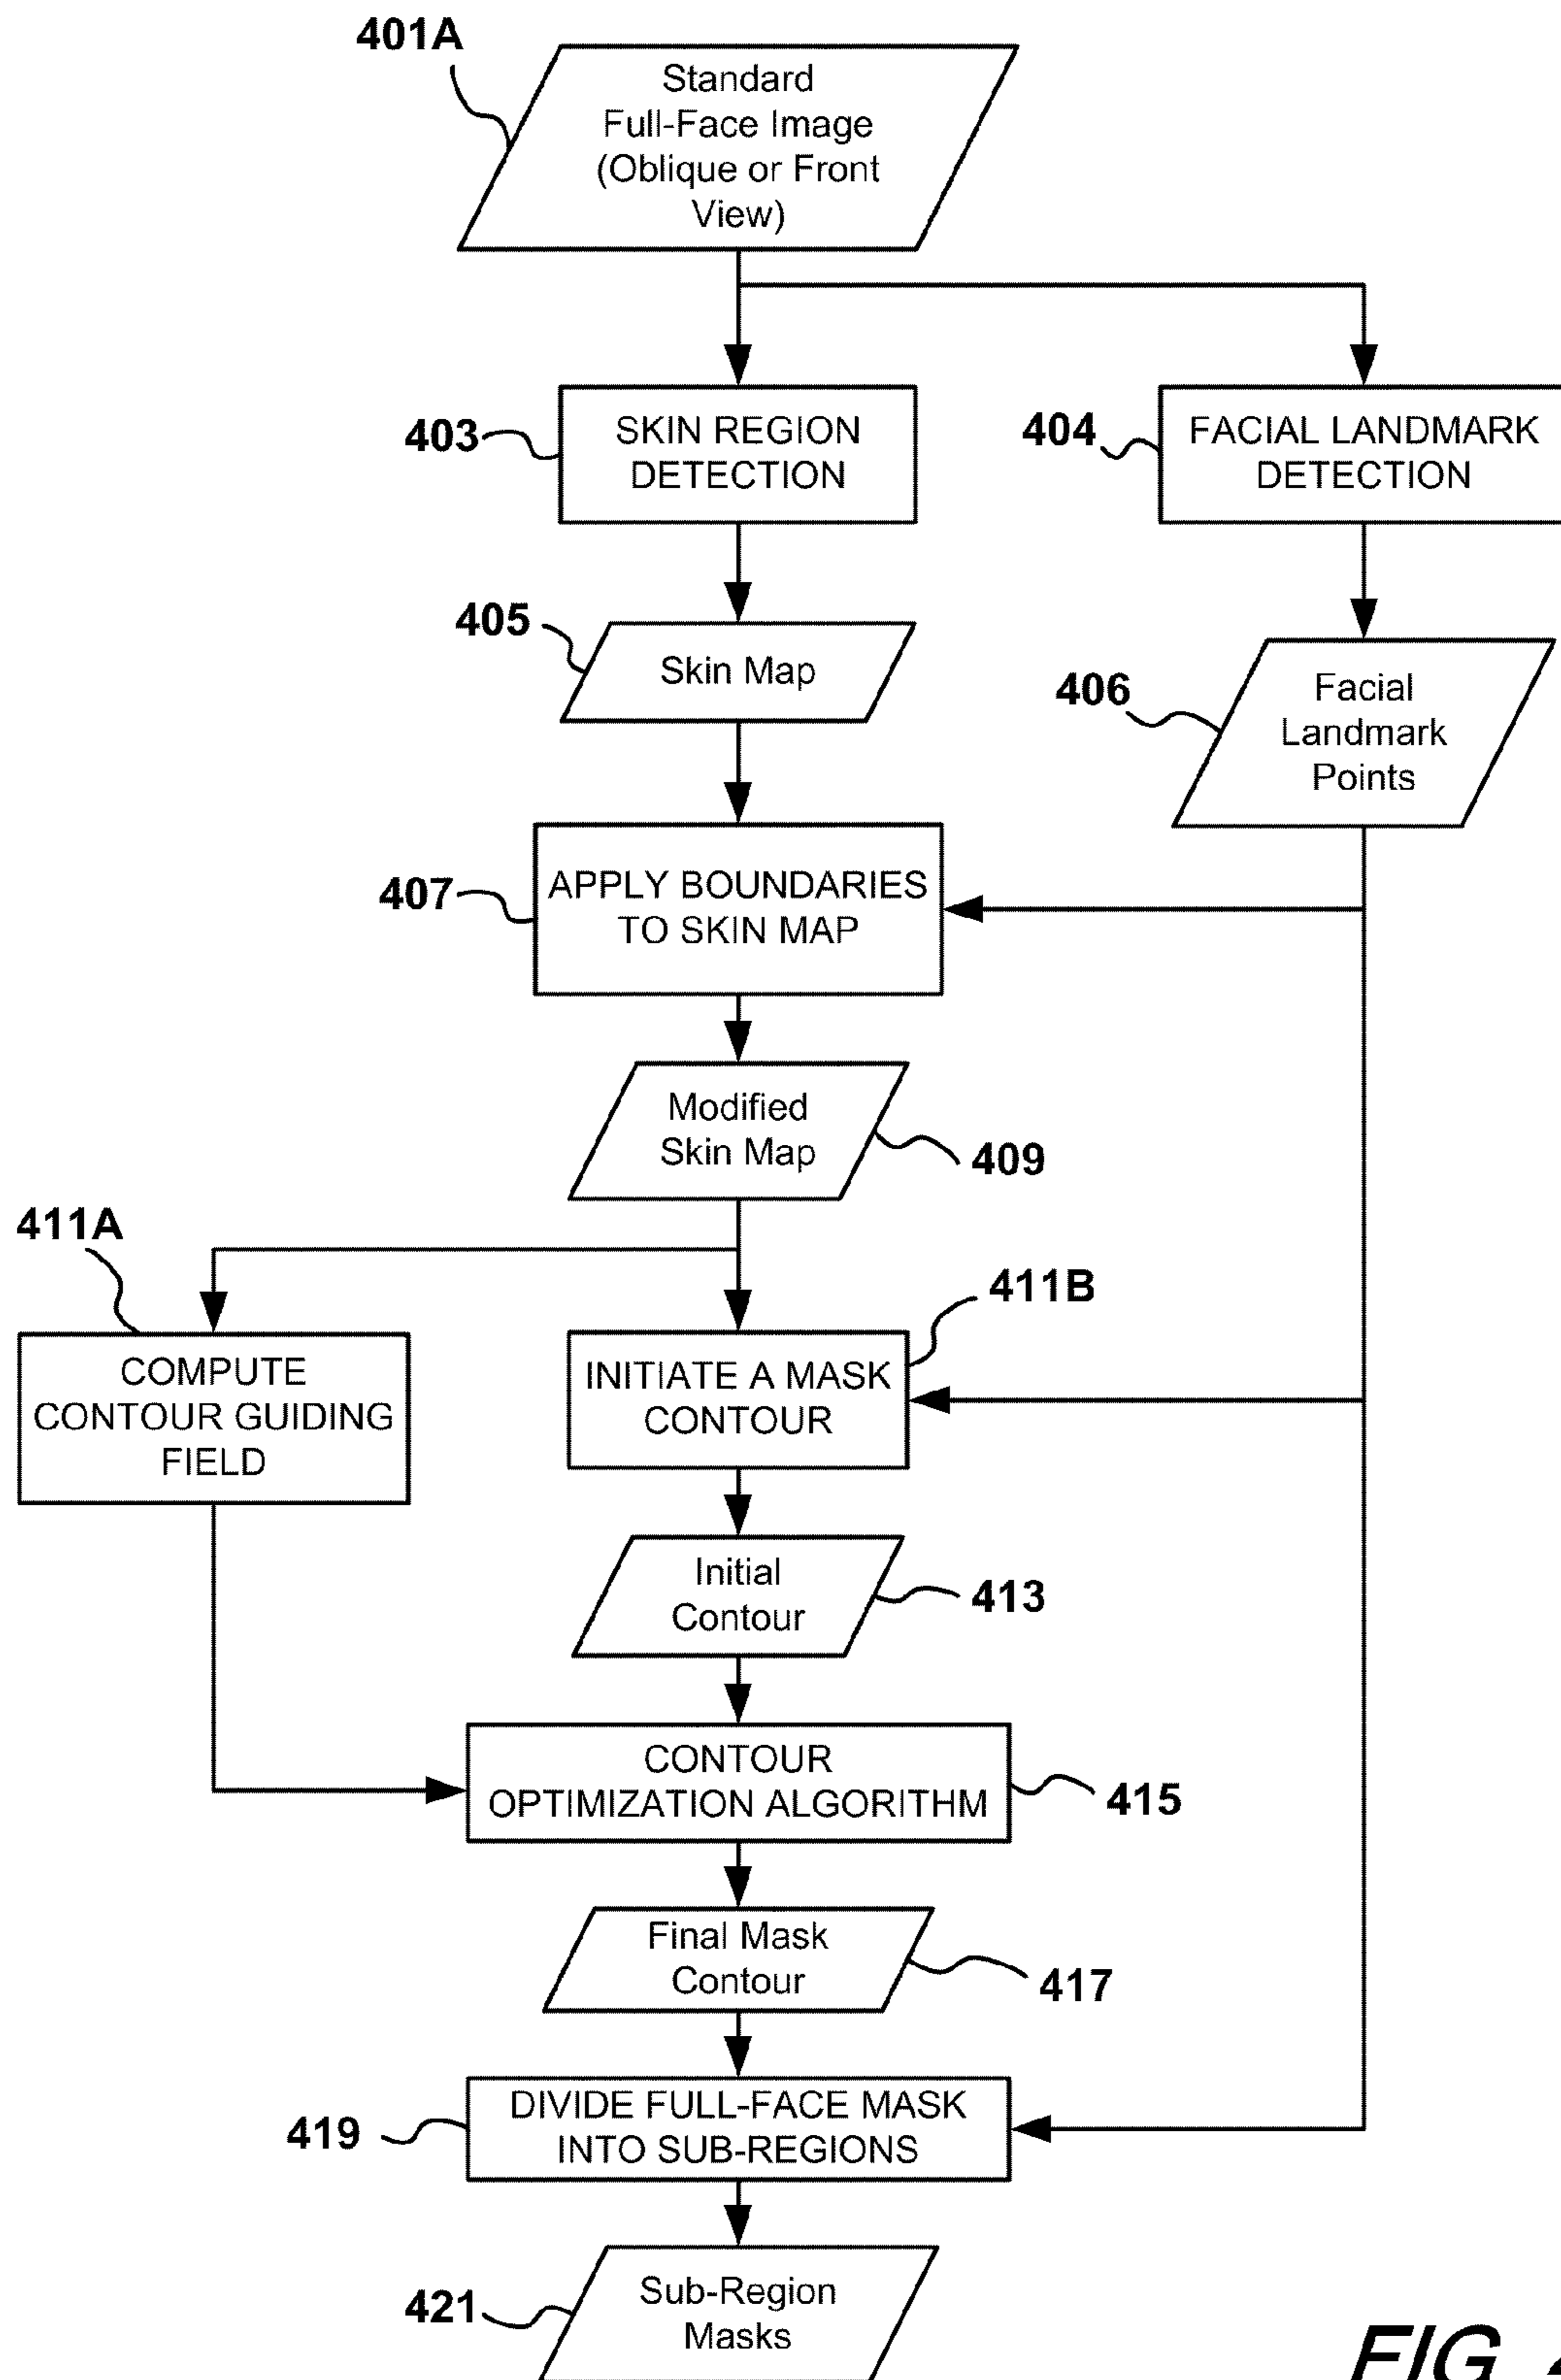 401A
Standard
Full-Face Image
(Oblique or Front
View)
403
SKIN REGION
DETECTION
404
FACIAL LANDMARK
DETECTION
405
Skin Map
406
Facial
Landmark
Points
407
APPLY BOUNDARIES
TO SKIN MAP
Modified
Skin Map
409
411A
COMPUTE
CONTOUR GUIDING
FIELD
411B
INITIATE A MASK
CONTOUR
Initial
Contour
413
CONTOUR
OPTIMIZATION ALGORITHM
415
Final Mask
Contour
417
419
DIVIDE FULL-FACE MASK
INTO SUB-REGIONS
421
Sub-Region
Masks
FIG.